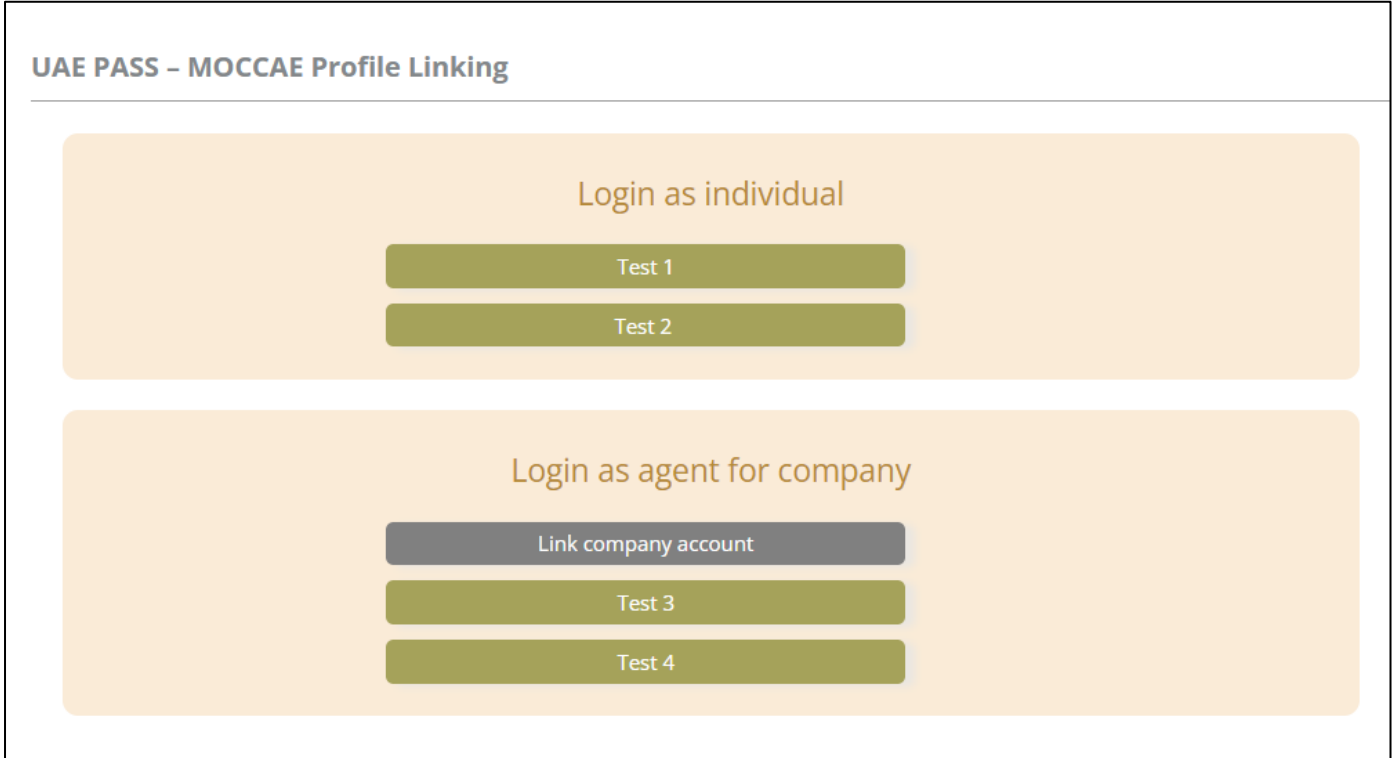 UAE PASS – MOCCAE Profile Linking
Login as individual
Test 1
Test 2
Login as agent for company
Link company account
Test 3
Test 4